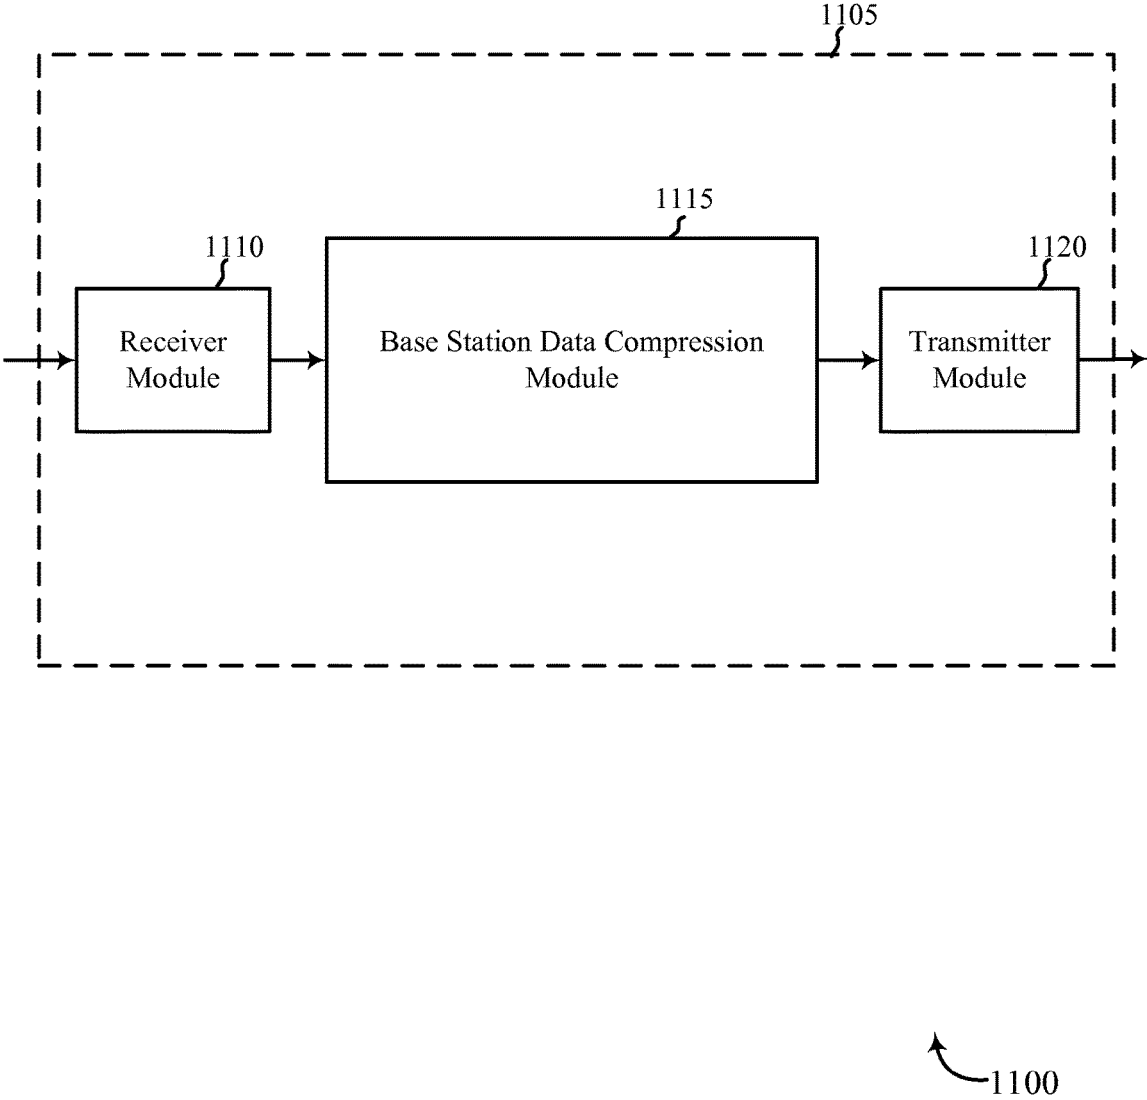 1105
1115
1110
1120
Receiver
Module
Base Station Data Compression
Module
Transmitter
Module
1100